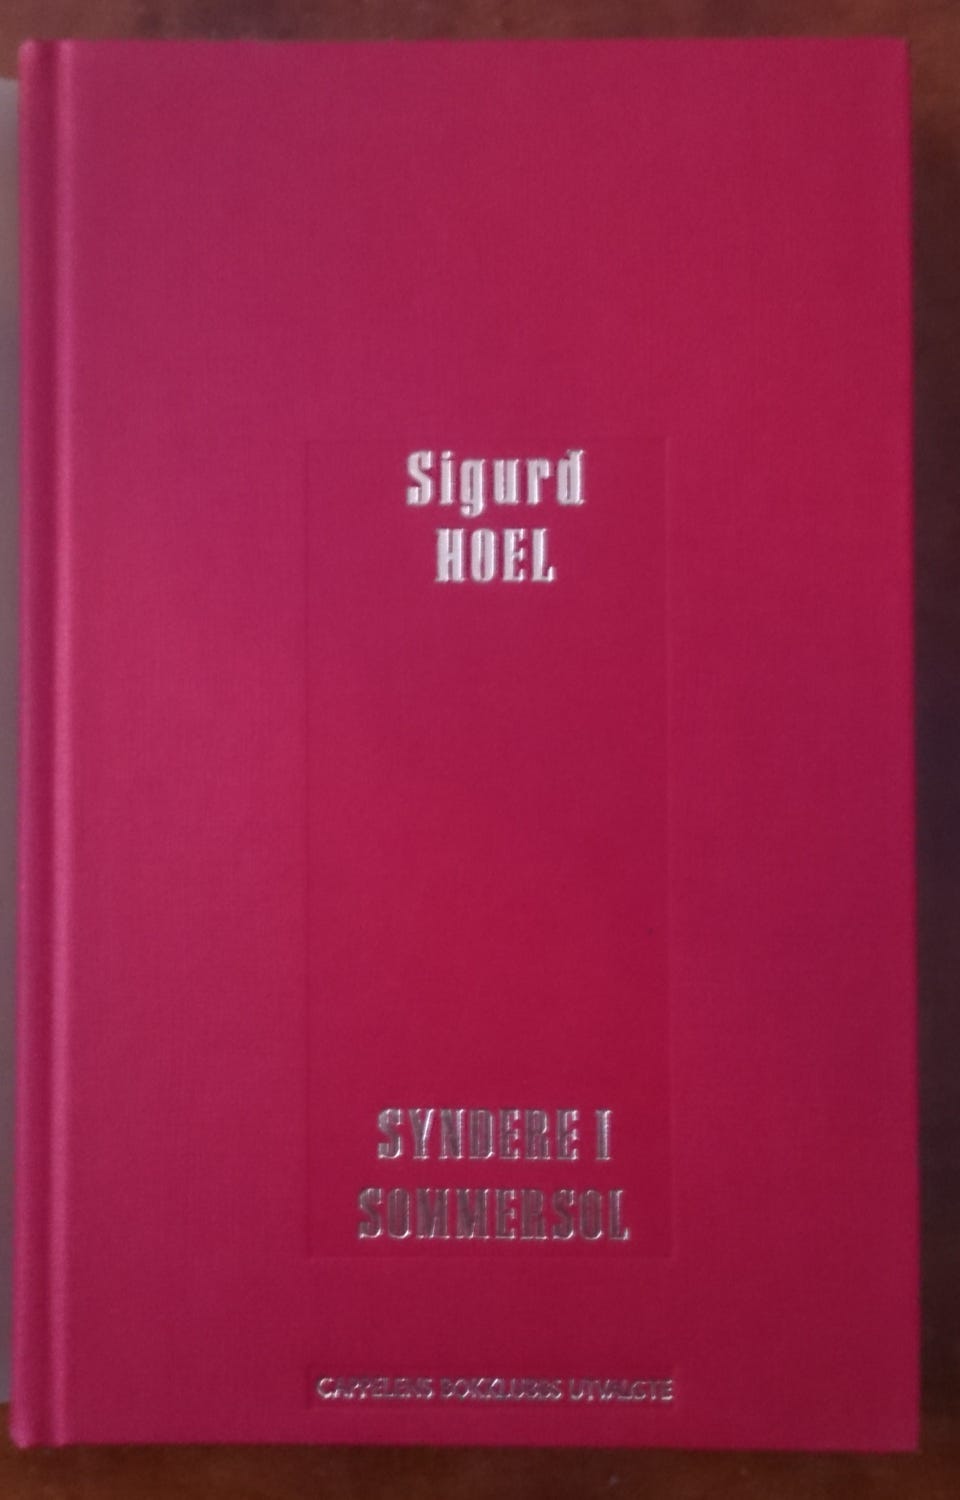 Sigurd
HOEL
SYNDERE I
SOMMERSOL
CAPPELENS BOKKLUBBS UTVALGTE